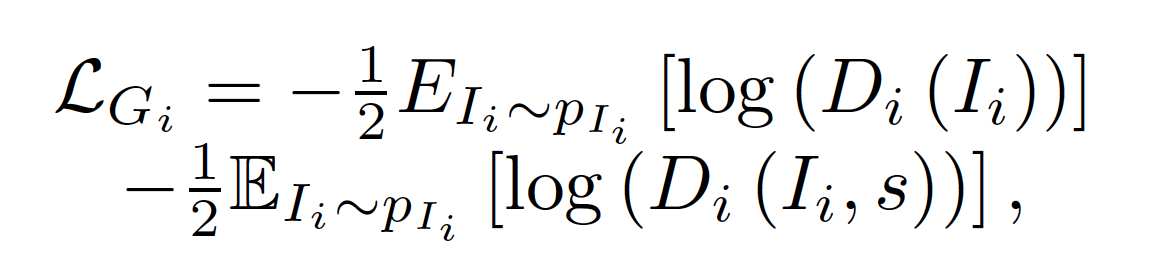 $\mathcal{L}_{G_i} = -\frac{1}{2} E_{I_i \sim p_{I_i}} \left[\log \left(D_i \left(I_i\right)\right)\right]$
$-\frac{1}{2} \mathbb{E}_{I_i \sim p_{I_i}} \left[\log \left(D_i \left(I_i, s\right)\right)\right],$